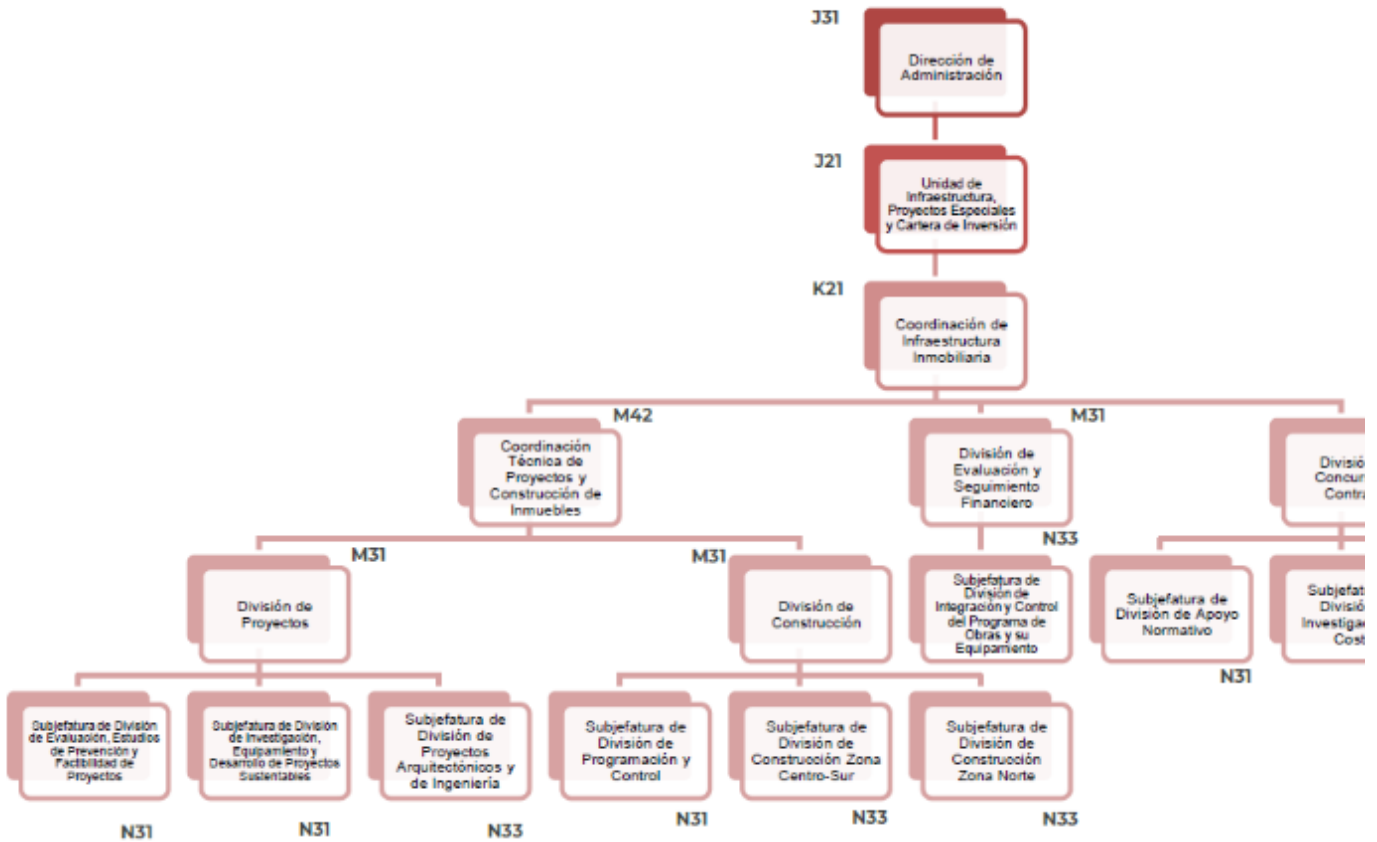 J31
Dirección de
Administración
J21
Unidad de
Infraestructura,
Proyectos Especiales
y Cartera de Inversión
K21
Coordinación de
Infraestructura
Inmobiliaria
M42
Coordinación
Técnica de
Proyectos y
Construcción de
Inmuebles
M31
División de
Evaluación y
Seguimiento
Financiero
M31
División de
Proyectos
M31
División de
Construcción
N33
Subjefatura de
División de
Integración y Control
del Programa de
Obras y su
Equipamiento
Subjefatura de
División de Apoyo
Normativo
N31
Subjefatura de División
de Evaluación, Estudios
de Prevención y
Factibilidad de
Proyectos
N31
Subjefatura de División
de Investigación,
Equipamiento y
Desarrollo de Proyectos
Sustentables
N31
Subjefatura de
División de
Proyectos
Arquitectónicos y
de Ingeniería
N33
Subjefatura de
División de
Programación y
Control
N31
Subjefatura de
División de
Construcción Zona
Centro-Sur
N33
Subjefatura de
División de
Construcción
Zona Norte
N33